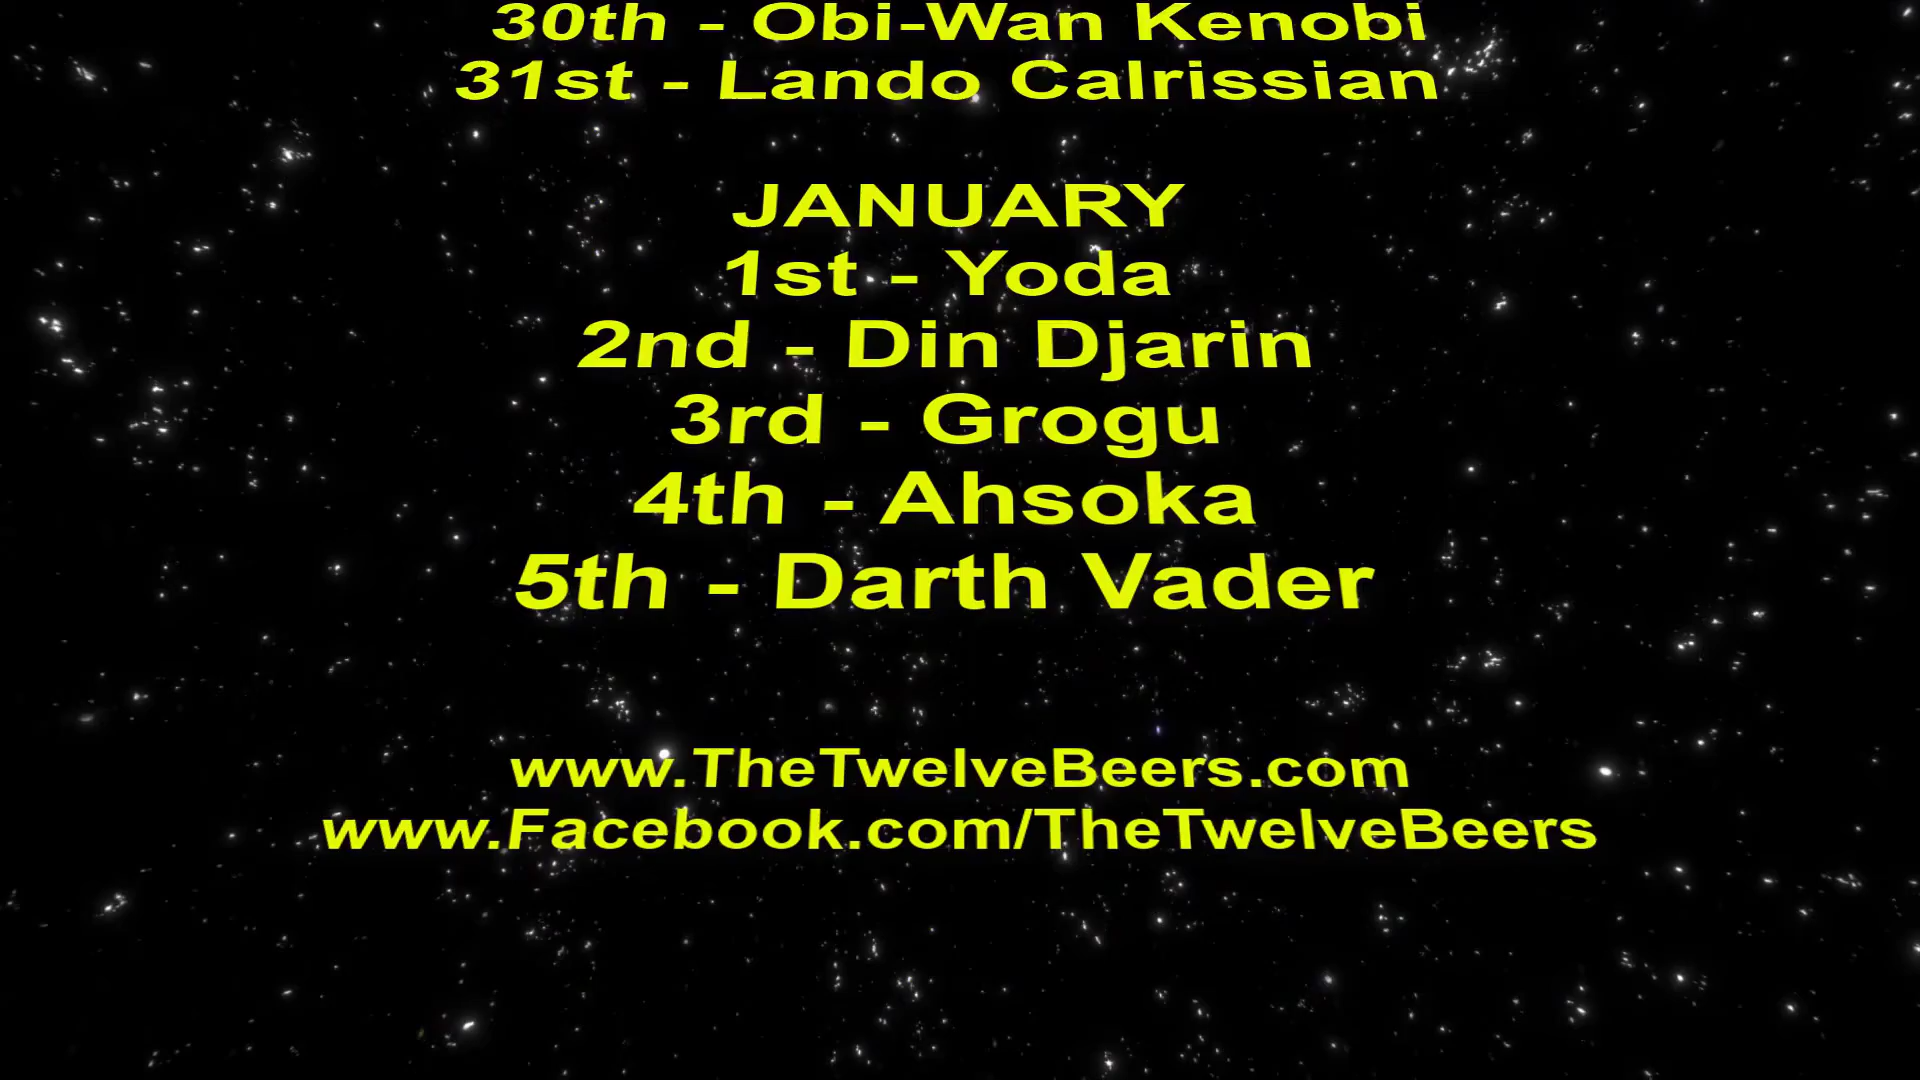 30th - Obi-Wan Kenobi
31st - Lando Calrissian
JANUARY
1st - Yoda
2nd - Din Djarin
3rd - Grogu
4th - Ahsoka
5th - Darth Vader
www.TheTwelveBeers.com
www.Facebook.com/TheTwelveBeers